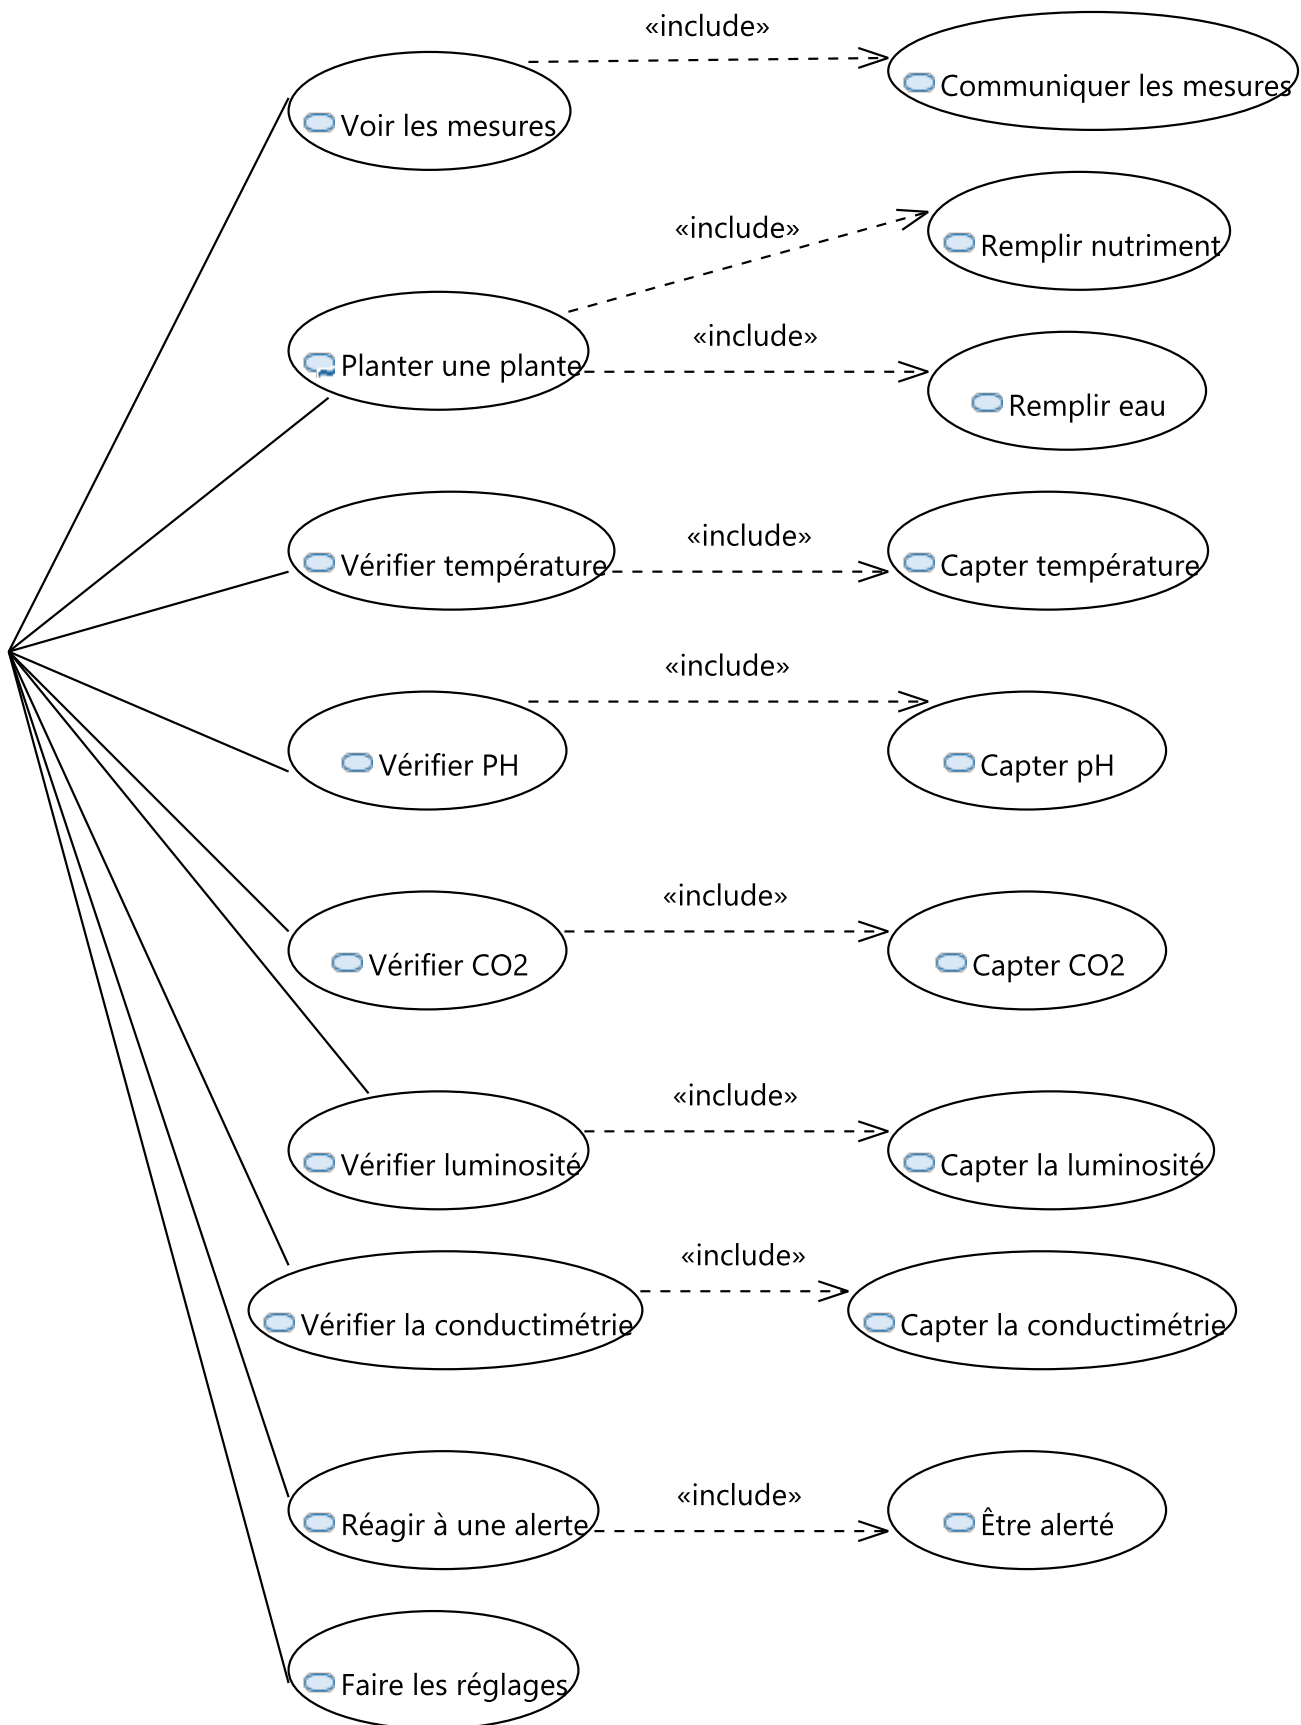 «include»
Voir les mesures
Communiquer les mesures
«include»
Remplir nutriment
«include»
Planter une plante
Remplir eau
«include»
Vérifier température
Capter température
«include»
Vérifier PH
Capter pH
«include»
Vérifier CO2
Capter CO2
«include»
Vérifier luminosité
Capter la luminosité
«include»
Vérifier la conductimétrie
Capter la conductimétrie
«include»
Réagir à une alerte
Être alerté
Faire les réglages